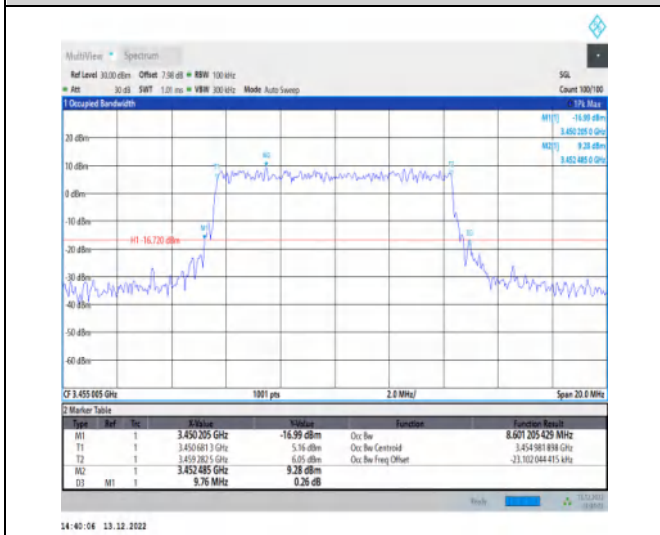 MultiView Spectrum
Ref Level 30.00 dBm Offset 7.98 dB RBW 100 kHz SGL
Att 30 dB SWT 1.01 ms VBW 300 kHz Mode Auto Sweep Count 100/100
1 Occupied Bandwidth 1Pk Max
M1[1] -16.99 dBm
3.450 205 0 GHz
M2[1] 9.28 dBm
3.452 485 0 GHz
20 dBm
M2
T1
T2
10 dBm
0 dBm
-10 dBm
M1
H1 -16.720 dBm
D3
-20 dBm
-30 dBm
-40 dBm
-50 dBm
-60 dBm
CF 3.455 005 GHz 1001 pts 2.0 MHz/ Span 20.0 MHz
2 Marker Table
Type Ref Trc X-Value Y-Value Function Function Result
M1 1 3.450 205 GHz -16.99 dBm Occ Bw 8.601 205 429 MHz
T1 1 3.450 681 3 GHz 5.16 dBm Occ Bw Centroid 3.454 981 898 GHz
T2 1 3.459 282 5 GHz 6.05 dBm Occ Bw Freq Offset -23.102 044 415 kHz
M2 1 3.452 485 GHz 9.28 dBm
D3 M1 1 9.76 MHz 0.26 dB
Ready
14:40:06 13.12.2022